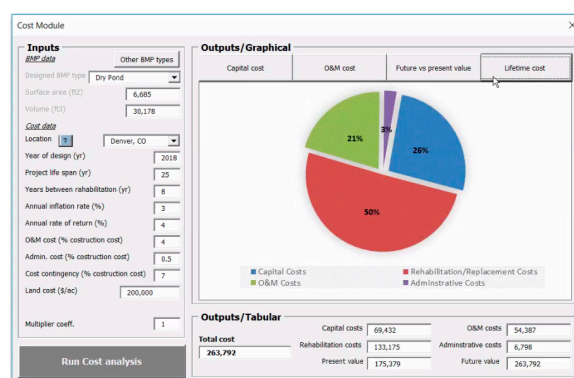 Cost Module
Inputs
BMP data
Other BMP types
Designed BMP type
Dry Pond
Surface area (ft2)
6,685
Volume (ft3)
30,178
Cost data
Location
?
Denver, CO
Year of design (yr)
2018
Project life span (yr)
25
Years between rehabilitation (yr)
8
Annual inflation rate (%)
3
Annual rate of return (%)
4
O&M cost (% costruction cost)
4
Admin. cost (% costruction cost)
0.5
Cost contingency (% costruction cost)
7
Land cost ($/ac)
200,000
Multiplier coeff.
1
Run Cost analysis
Outputs/Graphical
Capital cost
O&M cost
Future vs present value
Lifetime cost
3%
21%
26%
50%
Capital Costs
Rehabilitation/Replacement Costs
O&M Costs
Adminstrative Costs
Outputs/Tabular
Total cost
263,792
Capital costs
69,432
O&M costs
54,387
Rehabilitation costs
133,175
Adminstrative costs
6,798
Present value
175,379
Future value
263,792